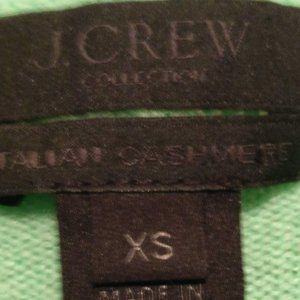 J.CREW
COLLECTION
ITALIAN CASHMERE
XS
MADE IN